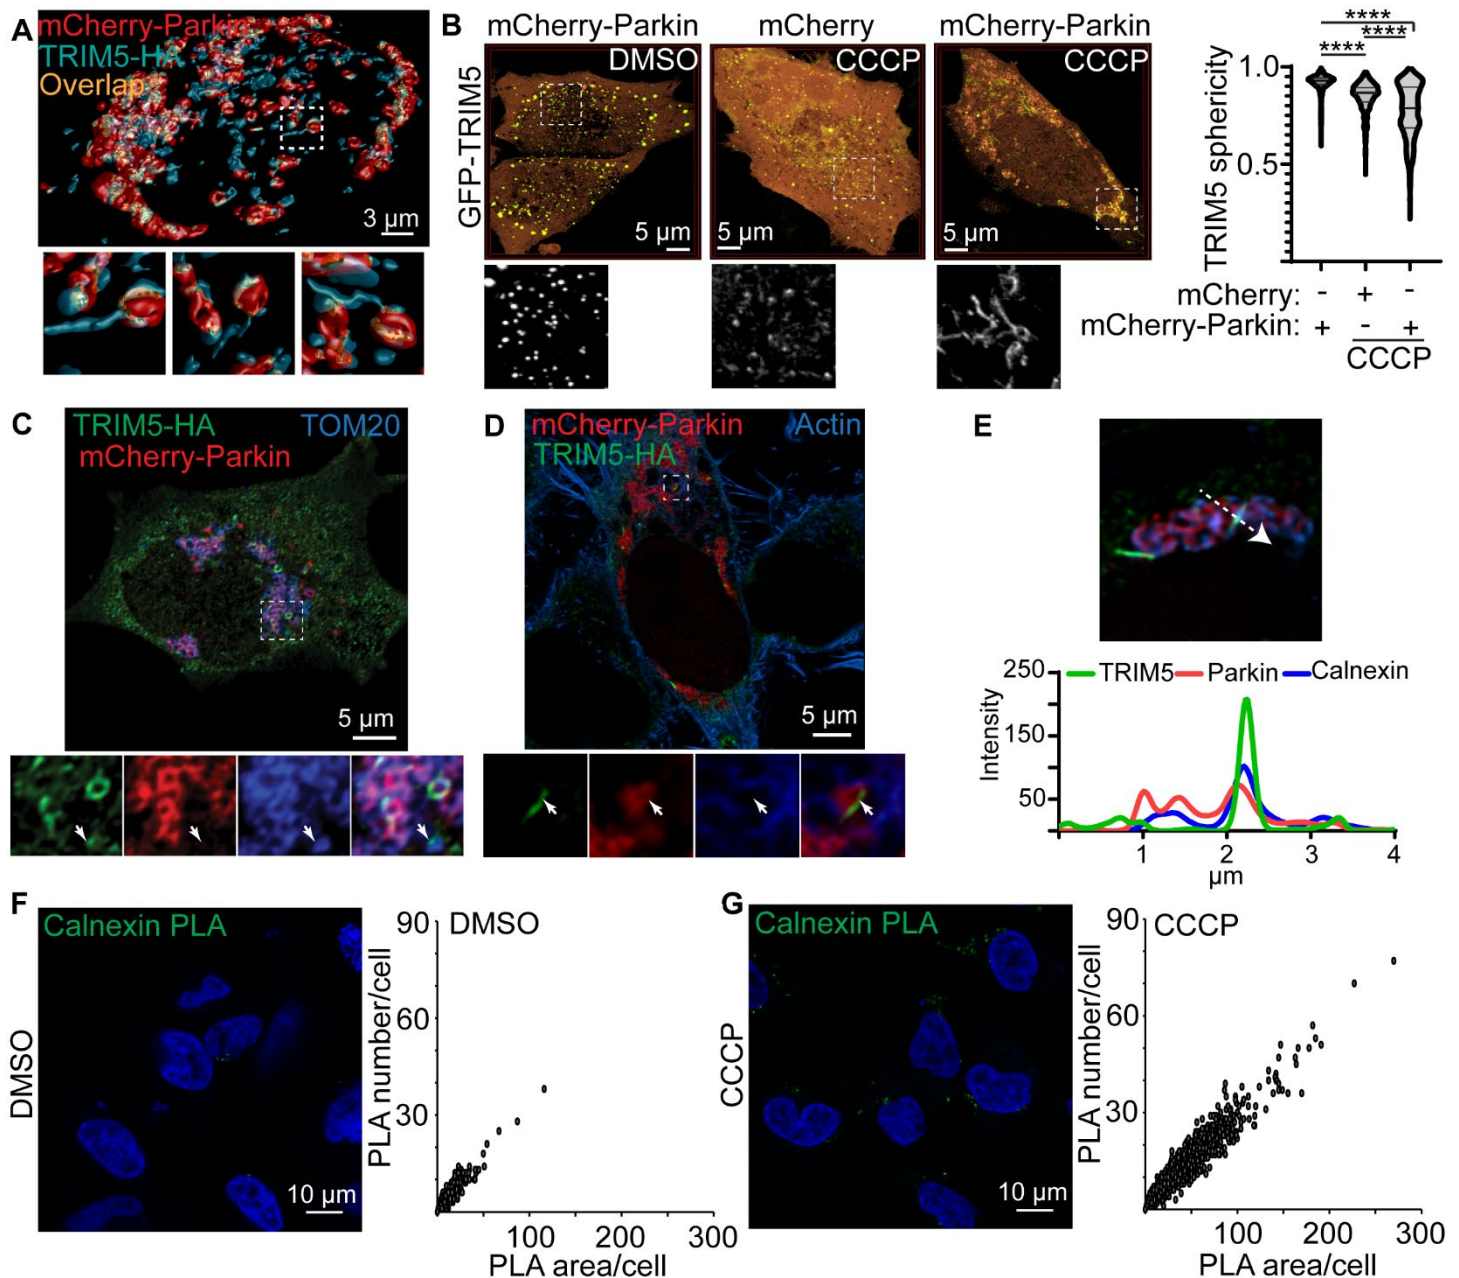 A
mCherry-Parkin
TRIM5-HA
Overlap
3 µm
B
mCherry-Parkin
mCherry
mCherry-Parkin
GFP-TRIM5
DMSO
CCCP
CCCP
5 µm
5 µm
5 µm
****
****
****
TRIM5 sphericity
1.0
0.5
mCherry: - + -
mCherry-Parkin: + - +
CCCP
C
TRIM5-HA
TOM20
mCherry-Parkin
5 µm
D
mCherry-Parkin
Actin
TRIM5-HA
5 µm
E
TRIM5
Parkin
Calnexin
Intensity
250
150
50
1 2 3 4
µm
F
Calnexin PLA
DMSO
10 µm
DMSO
PLA number/cell
90
60
30
100 200 300
PLA area/cell
G
Calnexin PLA
CCCP
10 µm
CCCP
PLA number/cell
90
60
30
100 200 300
PLA area/cell